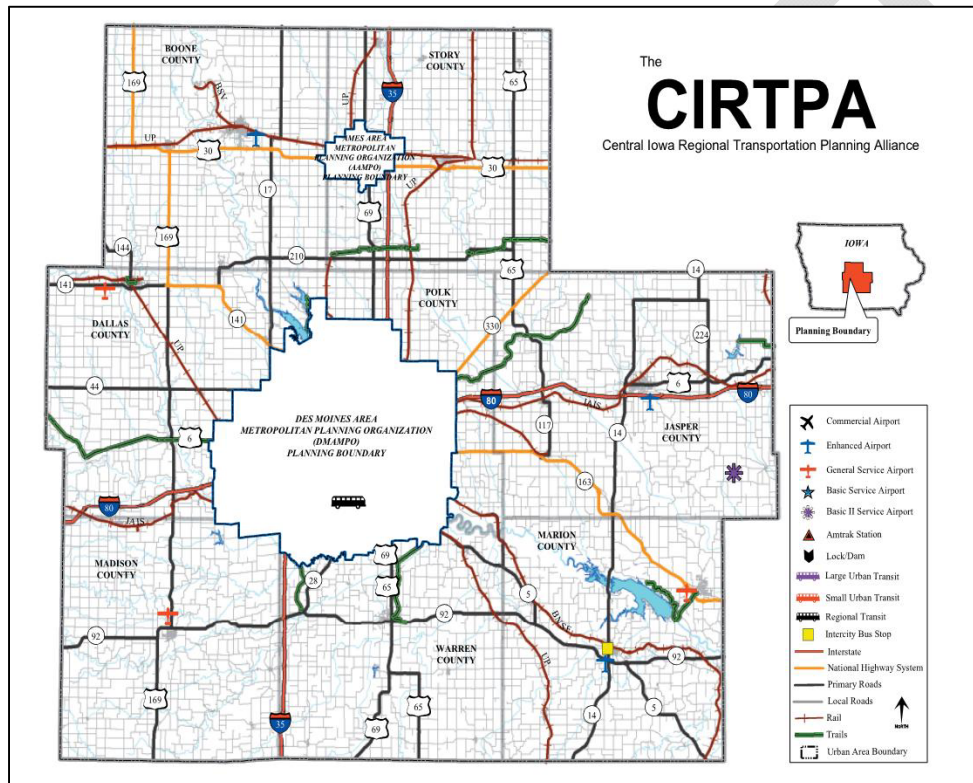 The
CIRTPA
Central Iowa Regional Transportation Planning Alliance
BOONE
COUNTY
STORY
COUNTY
169
65
35
BSV
UP
UP
30
AMES AREA
METROPOLITAN
PLANNING ORGANIZATION
(AAMPO)
PLANNING BOUNDARY
UP
30
17
69
169
144
210
65
141
POLK
COUNTY
14
IOWA
Planning Boundary
DALLAS
COUNTY
141
330
224
UP
44
6
80
IAIS
80
117
14
JASPER
COUNTY
6
DES MOINES AREA
METROPOLITAN PLANNING ORGANIZATION
(DMAMPO)
PLANNING BOUNDARY
163
80
IAIS
MADISON
COUNTY
MARION
COUNTY
69
65
28
5
92
92
BNSF
WARREN
COUNTY
UP
92
169
35
69
65
14
5
Commercial Airport
Enhanced Airport
General Service Airport
Basic Service Airport
Basic II Service Airport
Amtrak Station
Lock/Dam
Large Urban Transit
Small Urban Transit
Regional Transit
Intercity Bus Stop
Interstate
National Highway System
Primary Roads
Local Roads
Rail
Trails
Urban Area Boundary
NORTH